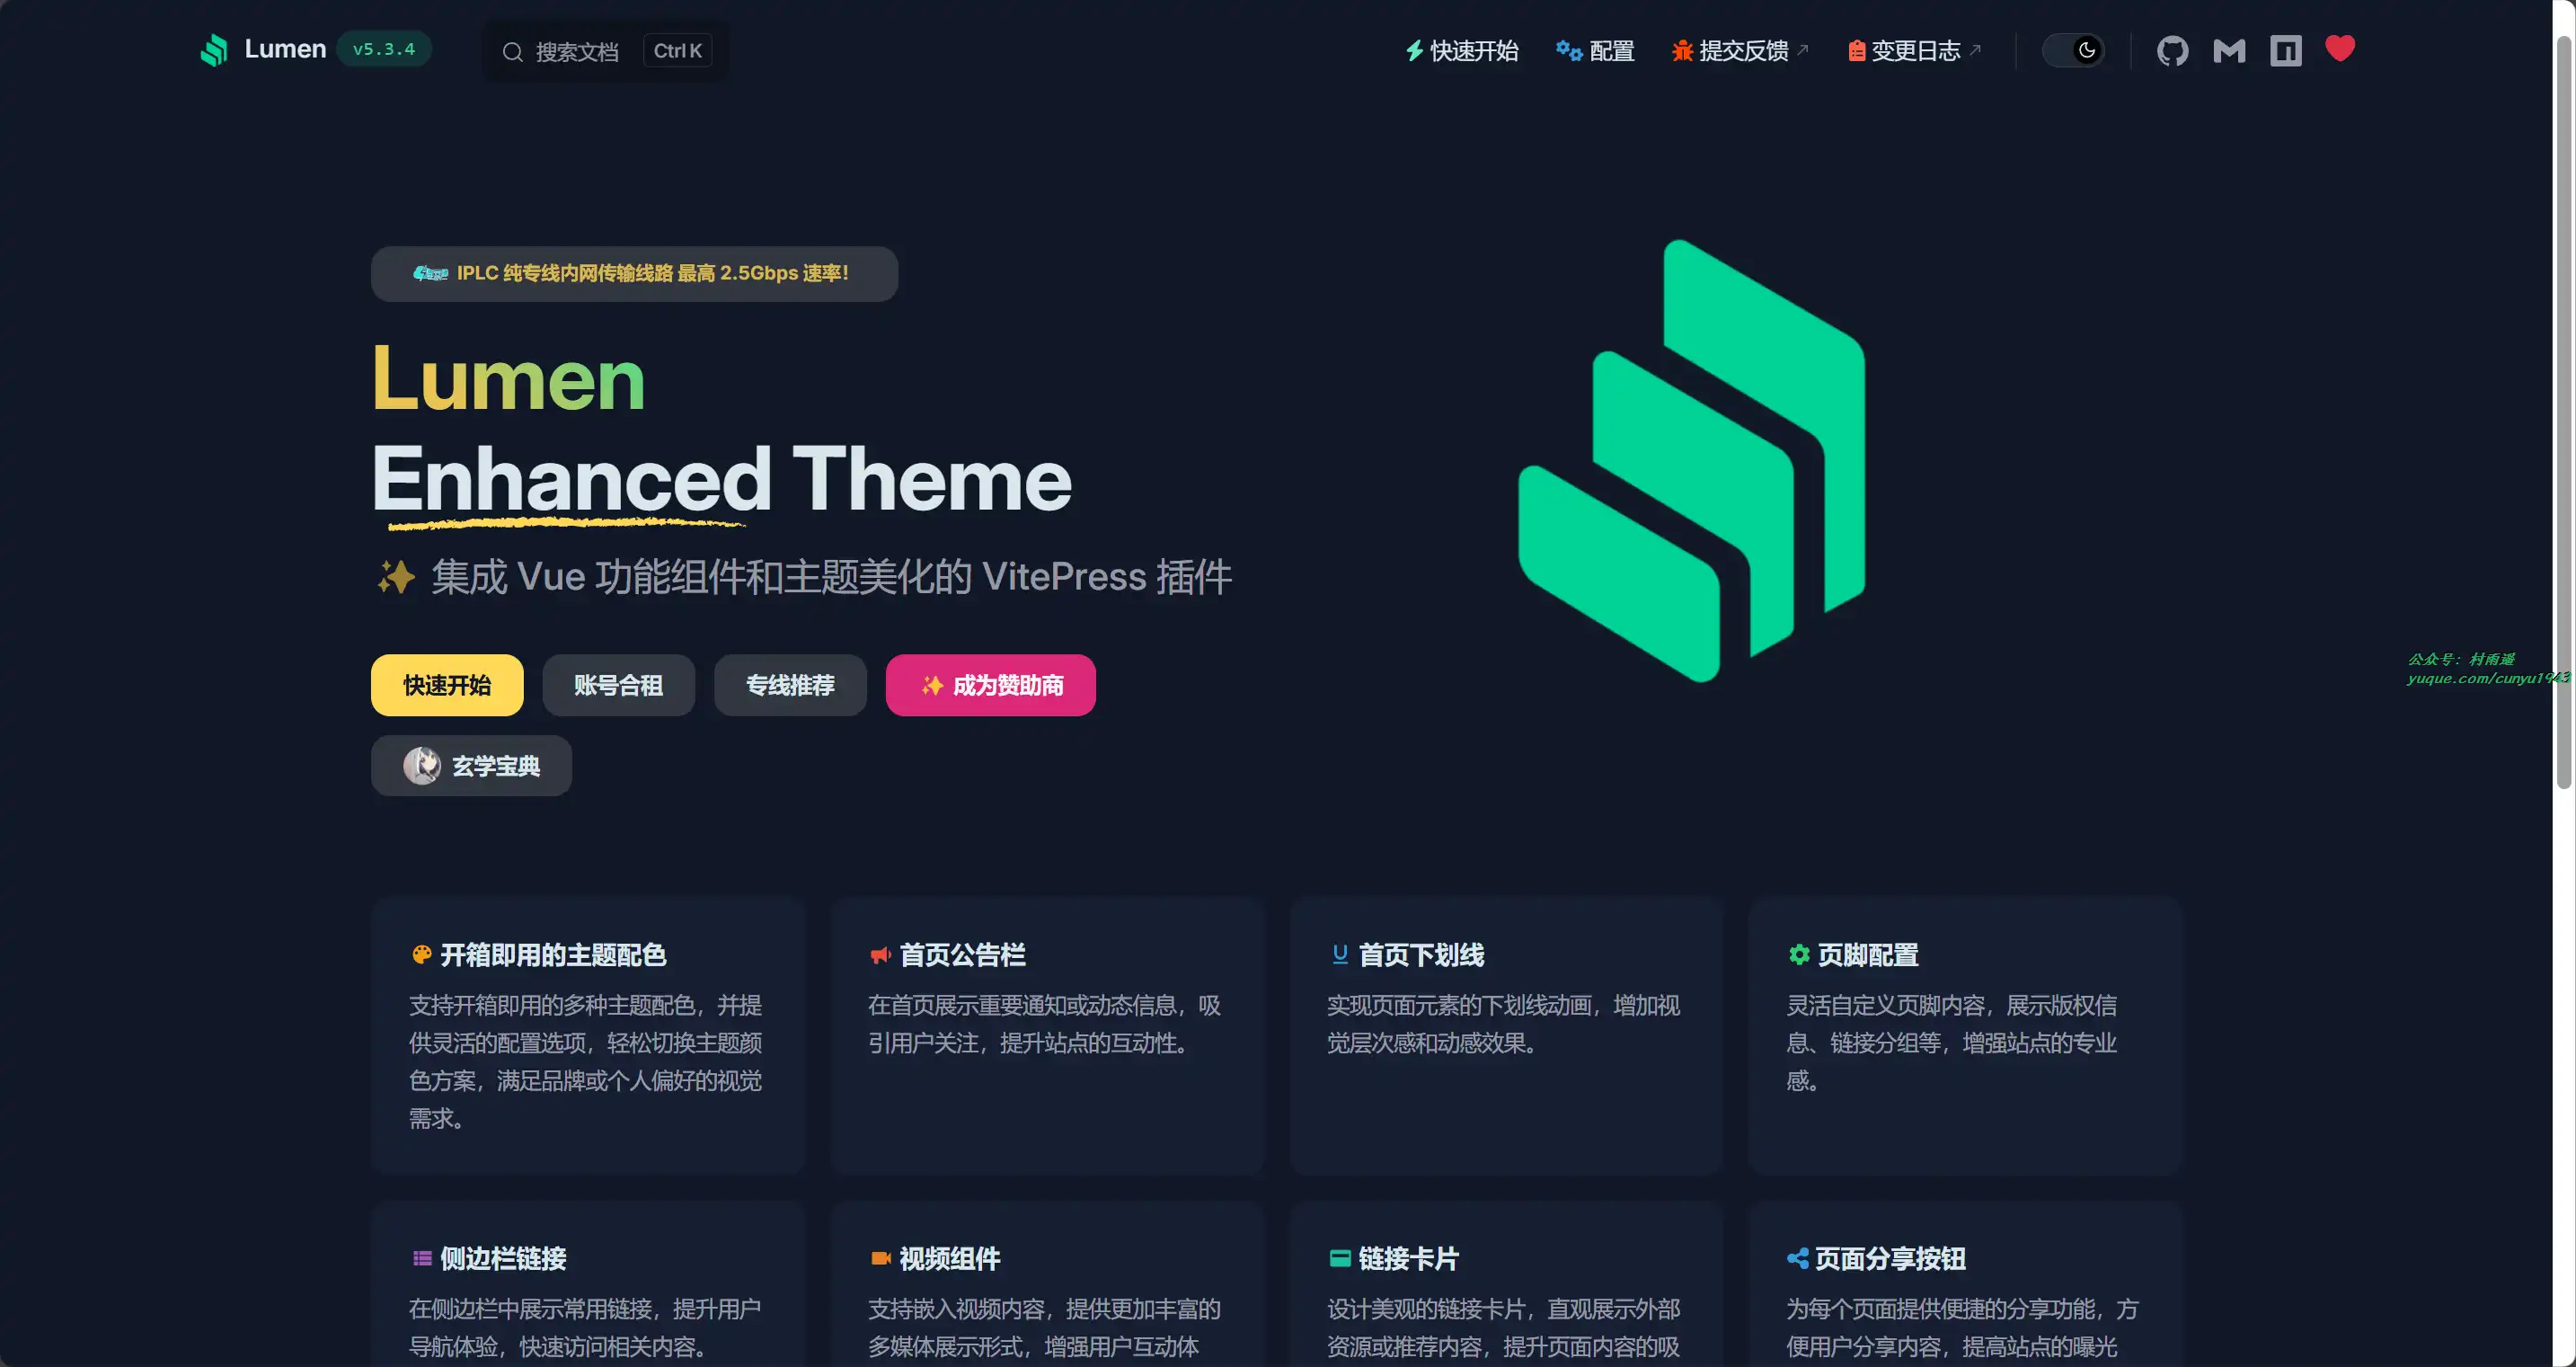 Lumen v5.3.4 搜索文档 Ctrl K 快速开始 配置 提交反馈 变更日志
IPLC 纯专线内网传输线路 最高 2.5Gbps 速率！
Lumen
Enhanced Theme
✨ 集成 Vue 功能组件和主题美化的 VitePress 插件
快速开始 账号合租 专线推荐 ✨ 成为赞助商
玄学宝典
公众号：村雨遥
yuque.com/cunyu1943
开箱即用的主题配色
支持开箱即用的多种主题配色，并提
供灵活的配置选项，轻松切换主题颜
色方案，满足品牌或个人偏好的视觉
需求。
首页公告栏
在首页展示重要通知或动态信息，吸
引用户关注，提升站点的互动性。
首页下划线
实现页面元素的下划线动画，增加视
觉层次感和动感效果。
页脚配置
灵活自定义页脚内容，展示版权信
息、链接分组等，增强站点的专业
感。
侧边栏链接
在侧边栏中展示常用链接，提升用户
导航体验，快速访问相关内容。
视频组件
支持嵌入视频内容，提供更加丰富的
多媒体展示形式，增强用户互动体
链接卡片
设计美观的链接卡片，直观展示外部
资源或推荐内容，提升页面内容的吸
页面分享按钮
为每个页面提供便捷的分享功能，方
便用户分享内容，提高站点的曝光